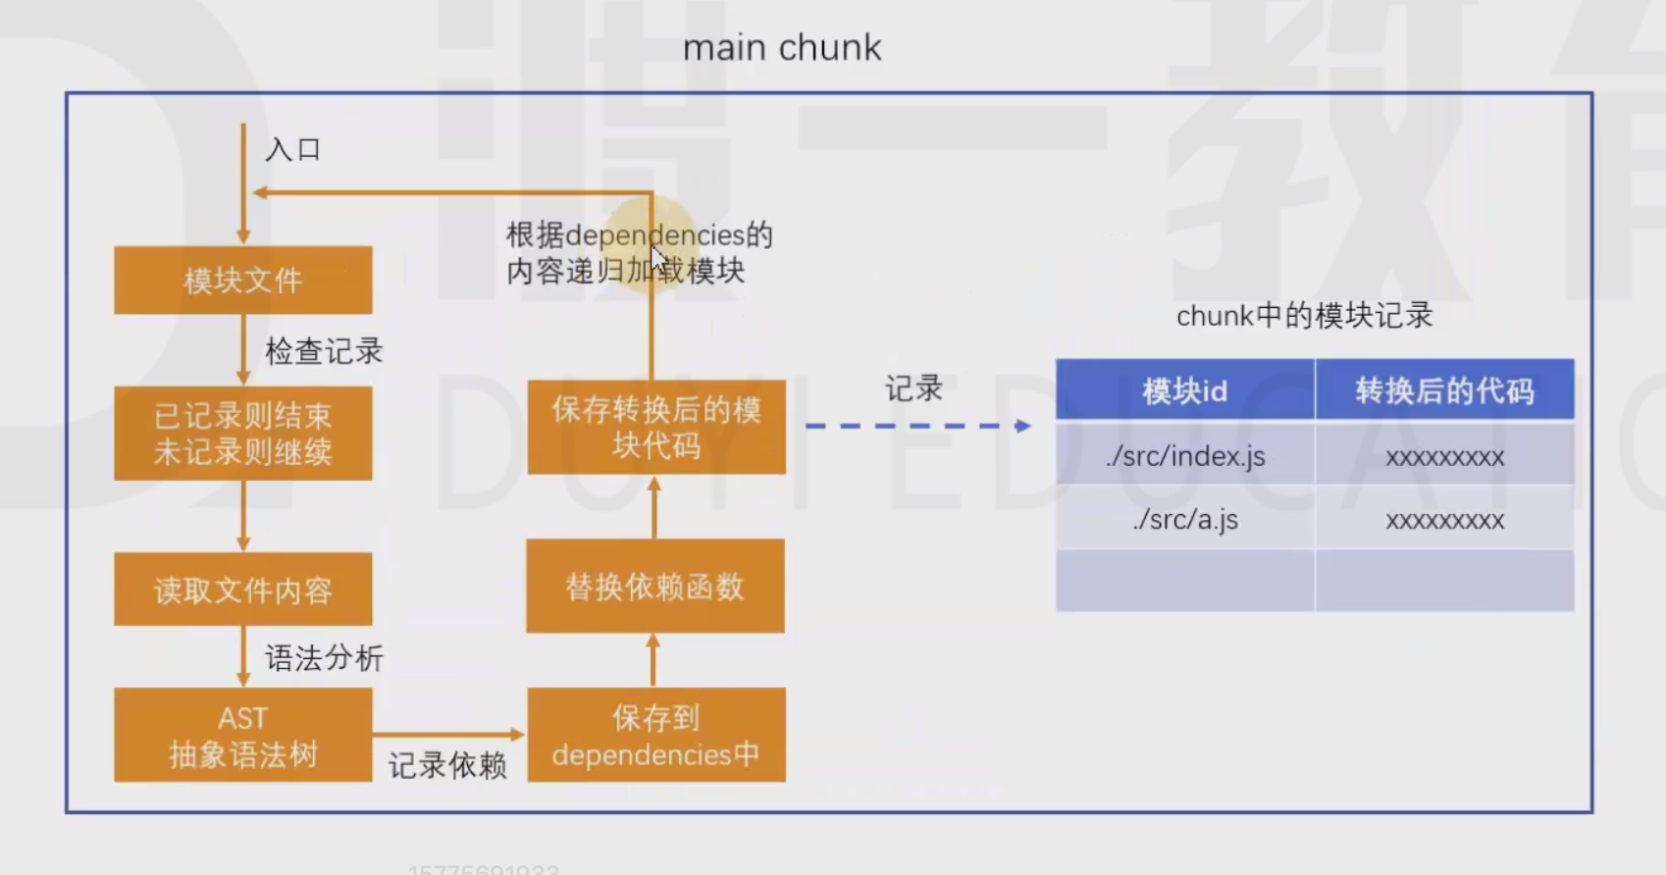 main chunk
入口
根据dependencies的
内容递归加载模块
模块文件
检查记录
已记录则结束
未记录则继续
读取文件内容
语法分析
AST
抽象语法树
记录依赖
保存到
dependencies中
替换依赖函数
保存转换后的模
块代码
记录
chunk中的模块记录
模块id 转换后的代码
./src/index.js xxxxxxxxx
./src/a.js xxxxxxxxx
渡一教育
DUYI EDUCATIO